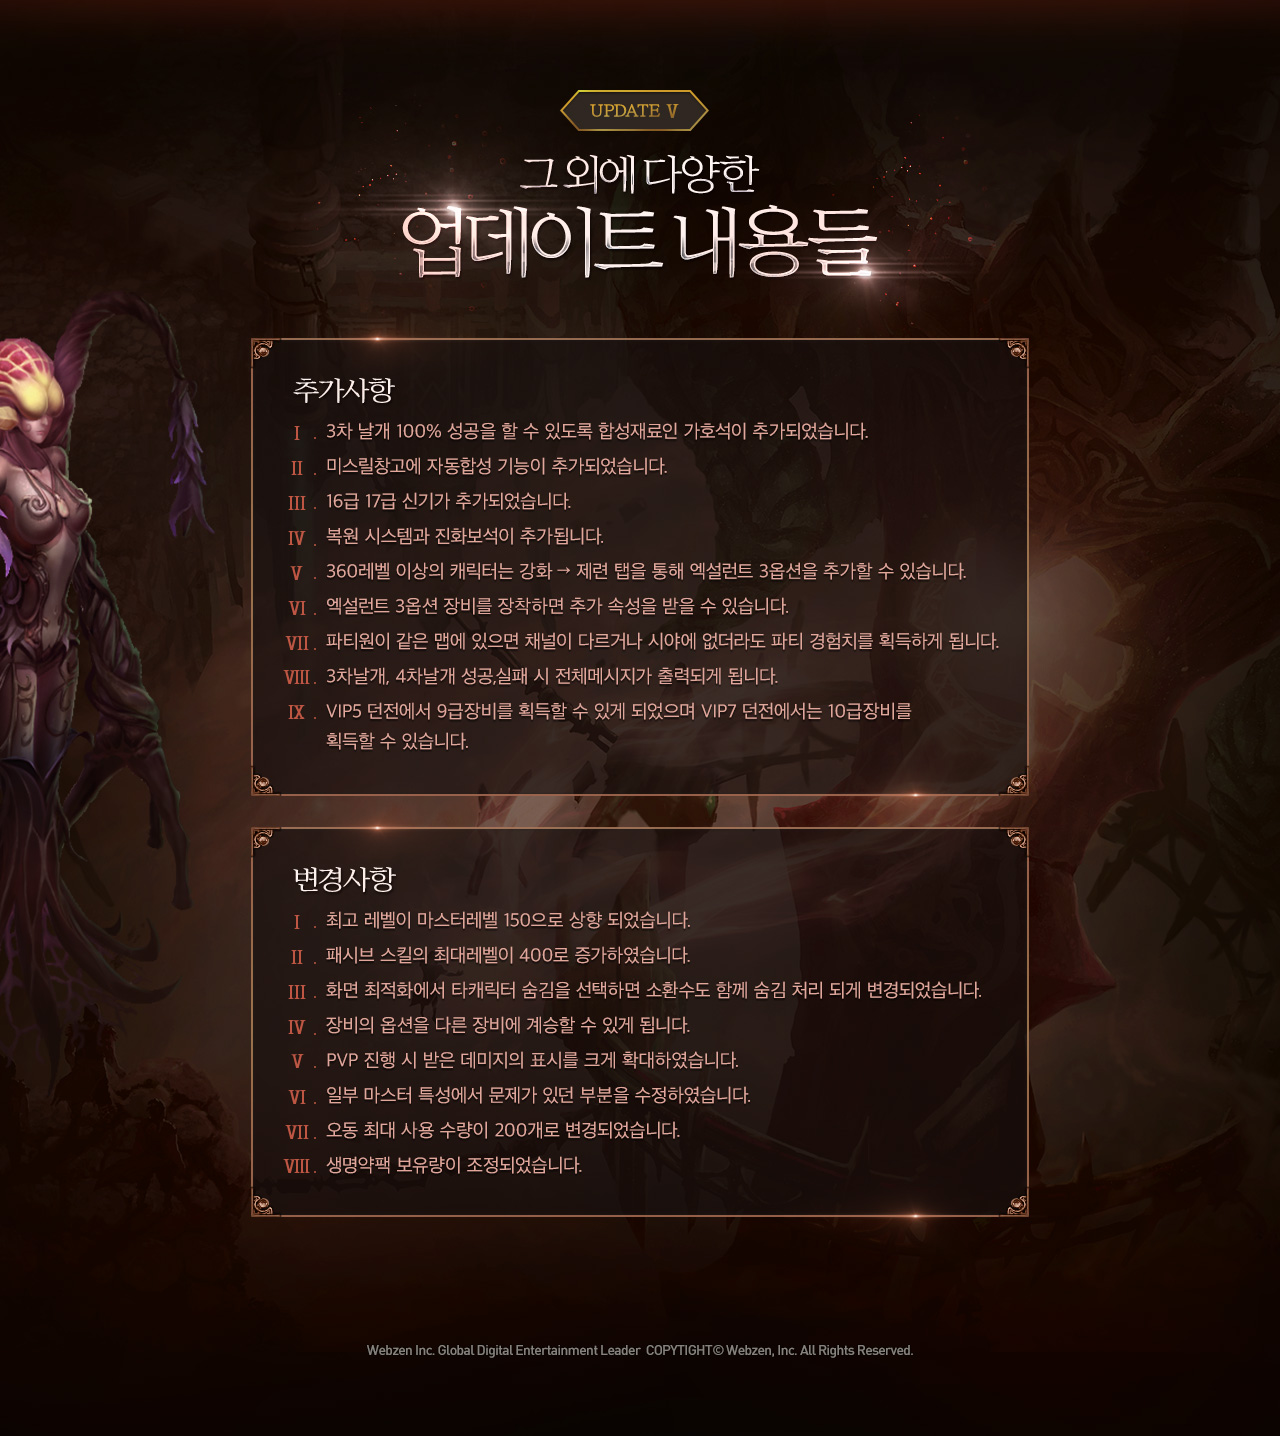 UPDATE Ⅴ
그 외에 다양한
업데이트 내용들
추가사항
Ⅰ. 3차 날개 100% 성공을 할 수 있도록 합성재료인 가호석이 추가되었습니다.
Ⅱ. 미스릴창고에 자동합성 기능이 추가되었습니다.
Ⅲ. 16급 17급 신기가 추가되었습니다.
Ⅳ. 복원 시스템과 진화보석이 추가됩니다.
Ⅴ. 360레벨 이상의 캐릭터는 강화 → 제련 탭을 통해 엑설런트 3옵션을 추가할 수 있습니다.
Ⅵ. 엑설런트 3옵션 장비를 장착하면 추가 속성을 받을 수 있습니다.
Ⅶ. 파티원이 같은 맵에 있으면 채널이 다르거나 시야에 없더라도 파티 경험치를 획득하게 됩니다.
Ⅷ. 3차날개, 4차날개 성공,실패 시 전체메시지가 출력되게 됩니다.
Ⅸ. VIP5 던전에서 9급장비를 획득할 수 있게 되었으며 VIP7 던전에서는 10급장비를
획득할 수 있습니다.
변경사항
Ⅰ. 최고 레벨이 마스터레벨 150으로 상향 되었습니다.
Ⅱ. 패시브 스킬의 최대레벨이 400로 증가하였습니다.
Ⅲ. 화면 최적화에서 타캐릭터 숨김을 선택하면 소환수도 함께 숨김 처리 되게 변경되었습니다.
Ⅳ. 장비의 옵션을 다른 장비에 계승할 수 있게 됩니다.
Ⅴ. PVP 진행 시 받은 데미지의 표시를 크게 확대하였습니다.
Ⅵ. 일부 마스터 특성에서 문제가 있던 부분을 수정하였습니다.
Ⅶ. 오동 최대 사용 수량이 200개로 변경되었습니다.
Ⅷ. 생명약팩 보유량이 조정되었습니다.
Webzen Inc. Global Digital Entertainment Leader COPYTIGHT© Webzen, Inc. All Rights Reserved.